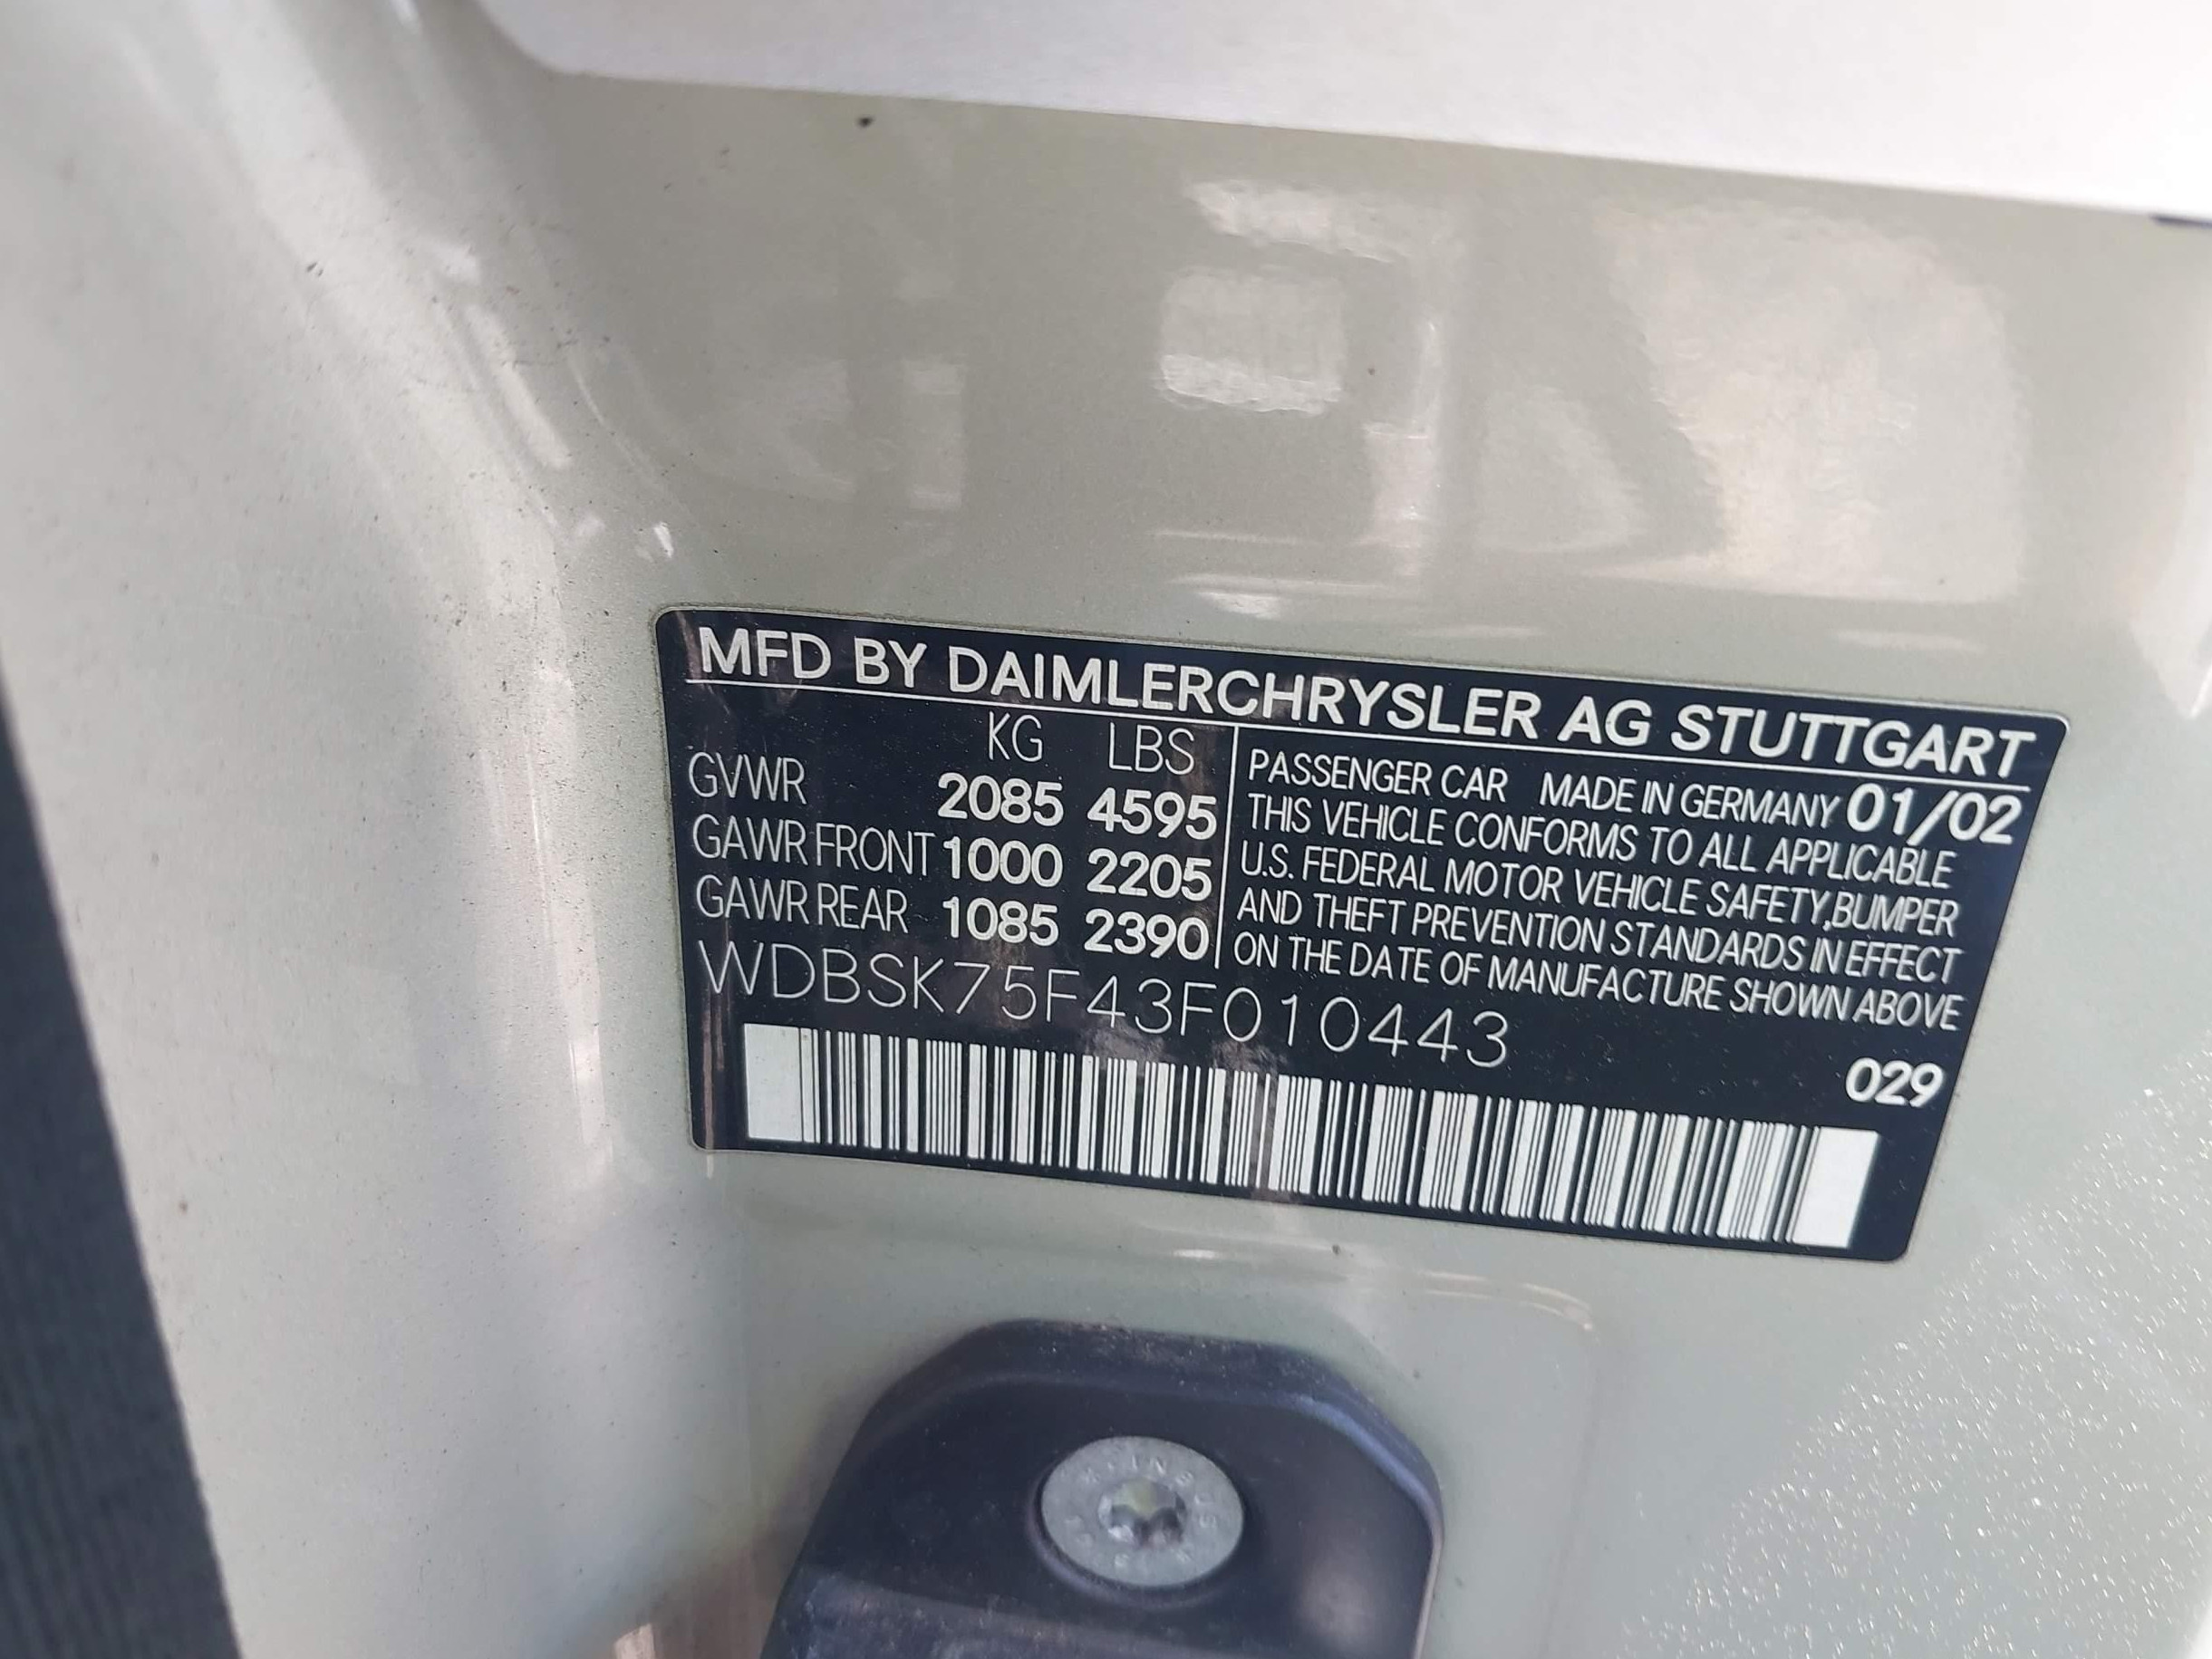 MFD BY DAIMLERCHRYSLER AG STUTTGART
KG LBS
GVWR 2085 4595
GAWR FRONT 1000 2205
GAWR REAR 1085 2390
PASSENGER CAR MADE IN GERMANY 01/02
THIS VEHICLE CONFORMS TO ALL APPLICABLE
U.S. FEDERAL MOTOR VEHICLE SAFETY,BUMPER
AND THEFT PREVENTION STANDARDS IN EFFECT
ON THE DATE OF MANUFACTURE SHOWN ABOVE
WDBSK75F43F010443
029